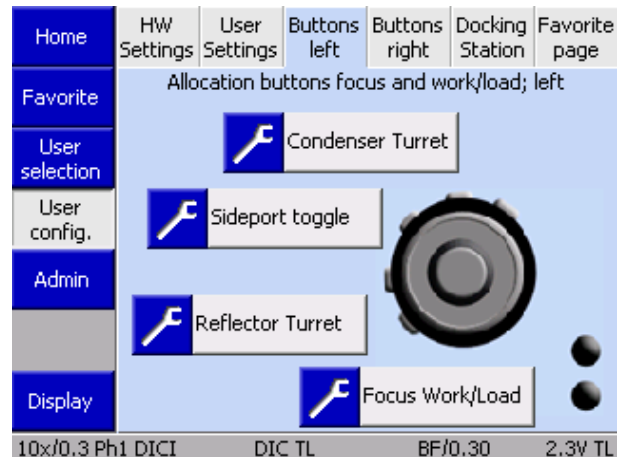 Home
HW Settings
User Settings
Buttons left
Buttons right
Docking Station
Favorite page
Favorite
User selection
User config.
Admin
Display
Allocation buttons focus and work/load; left
Condenser Turret
Sideport toggle
Reflector Turret
Focus Work/Load
10x/0.3 Ph1 DICI DIC TL BF/0.30 2.3V TL